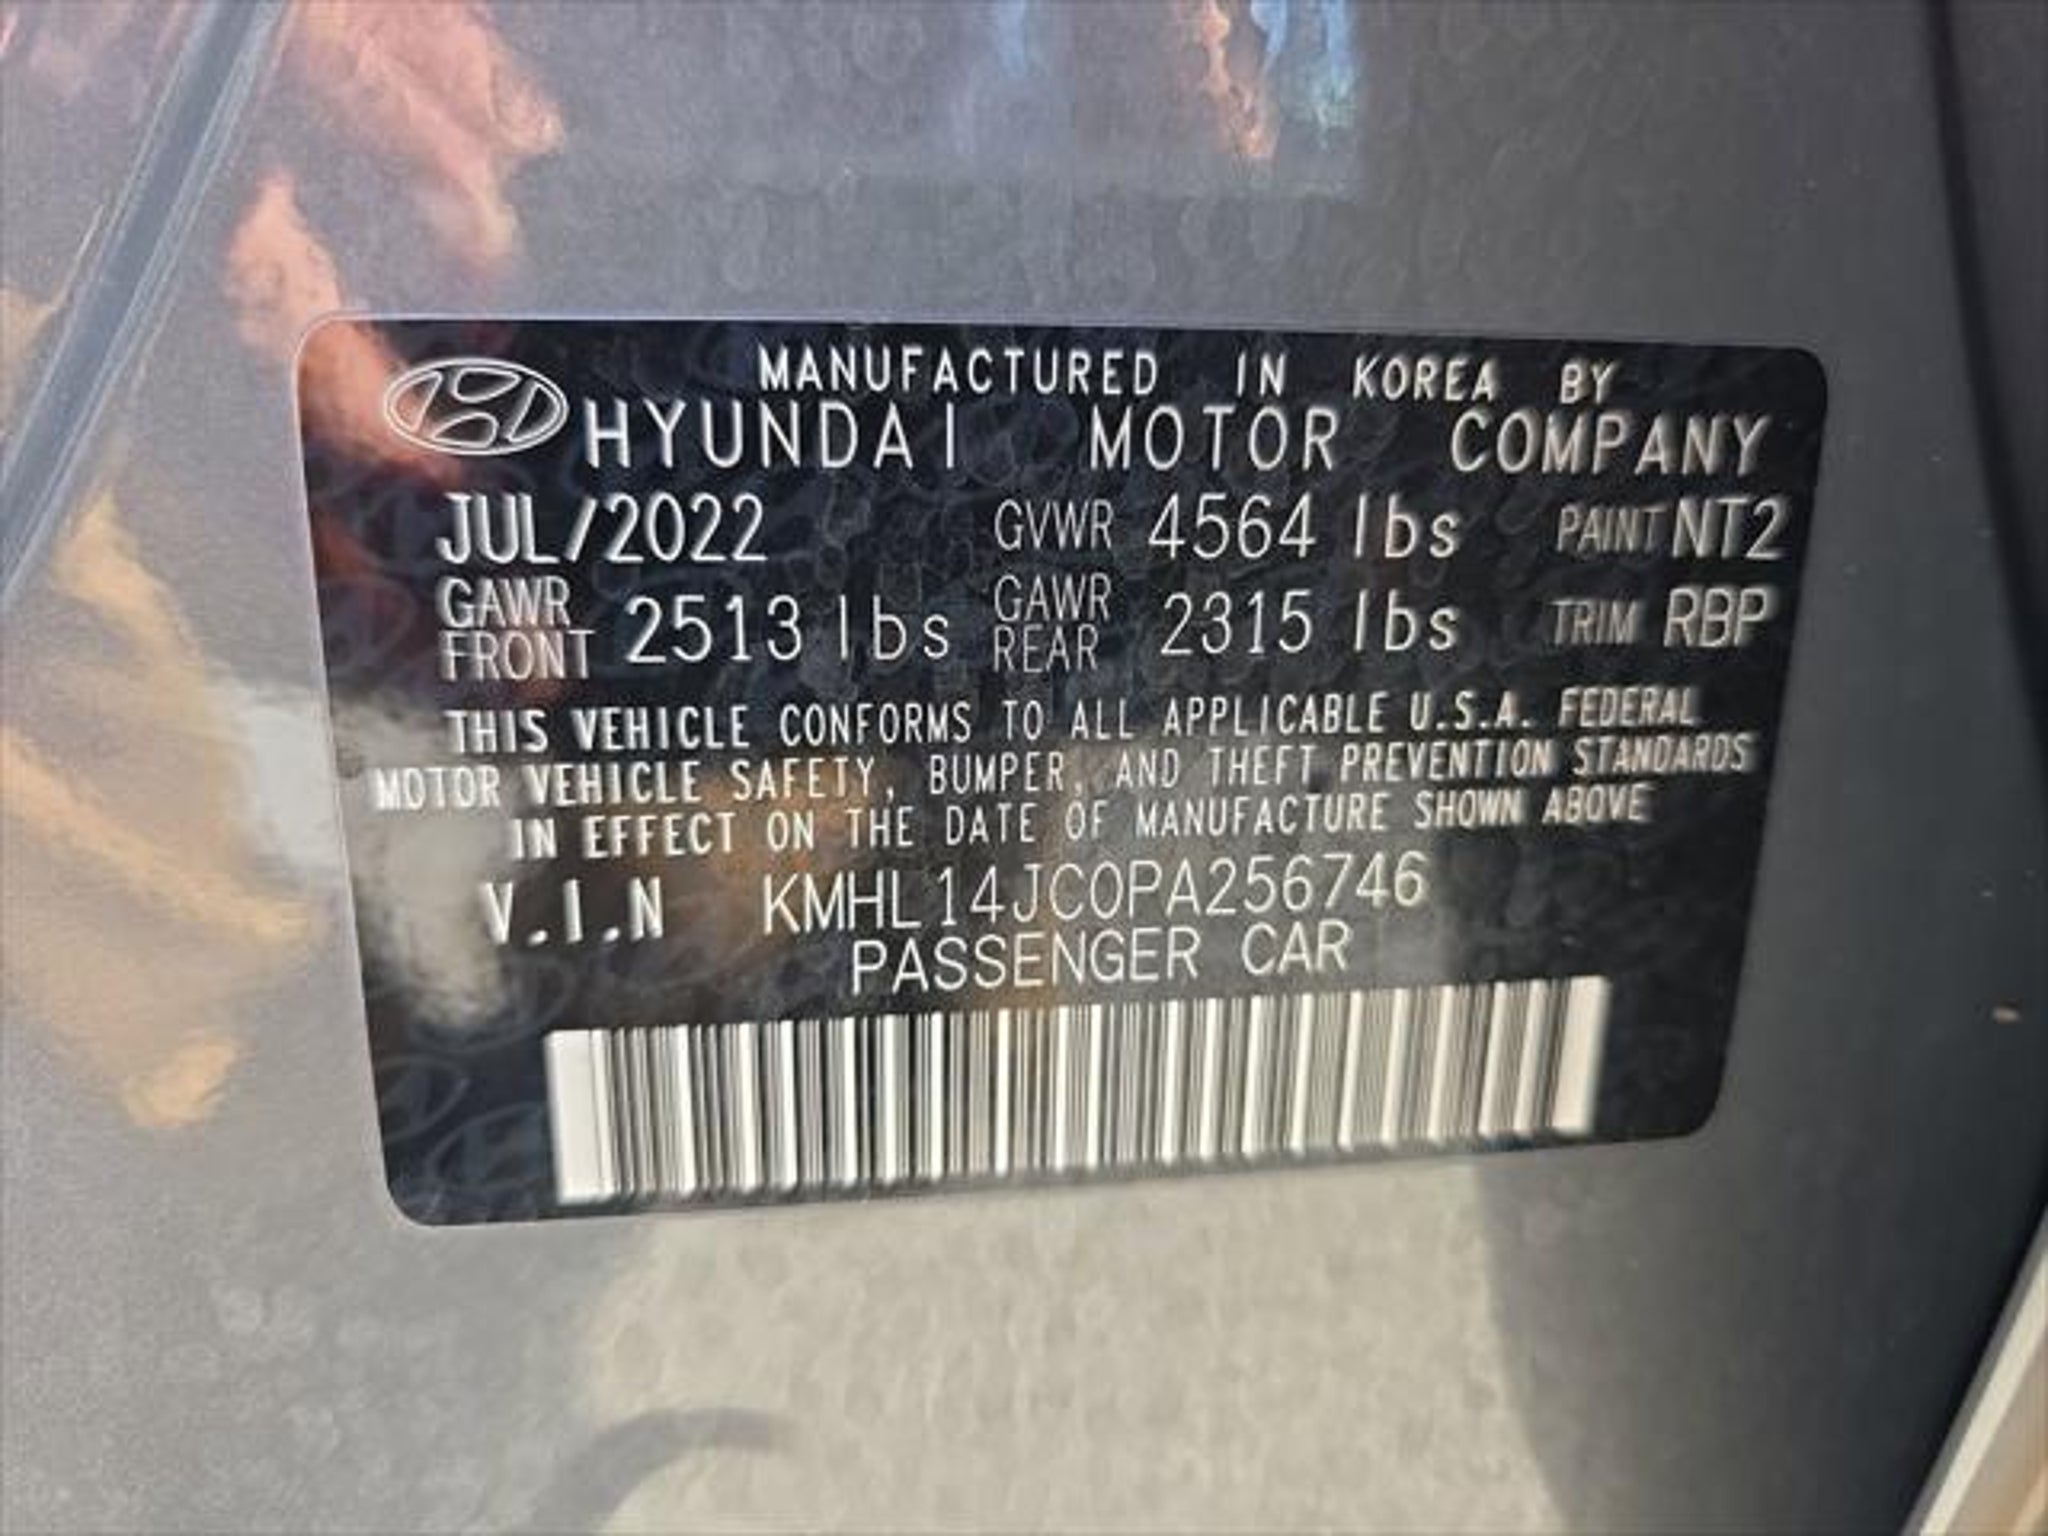 MANUFACTURED IN KOREA BY
HYUNDAI MOTOR COMPANY
JUL/2022 GVWR 4564 lbs PAINT NT2
GAWR FRONT 2513 lbs GAWR REAR 2315 lbs TRIM RBP
THIS VEHICLE CONFORMS TO ALL APPLICABLE U.S.A. FEDERAL
MOTOR VEHICLE SAFETY, BUMPER, AND THEFT PREVENTION STANDARDS
IN EFFECT ON THE DATE OF MANUFACTURE SHOWN ABOVE
V.I.N KMHL14JC0PA256746
PASSENGER CAR